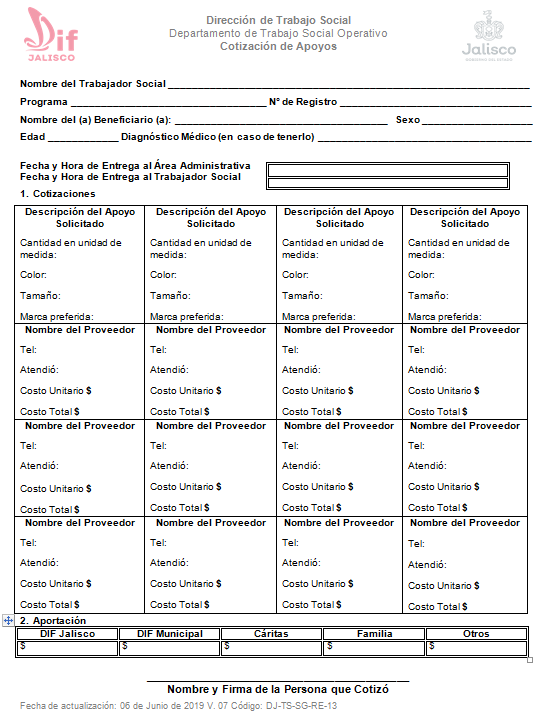 Dif
JALISCO
Dirección de Trabajo Social
Departamento de Trabajo Social Operativo
Cotización de Apoyos
Jalisco
GOBIERNO DEL ESTADO
Nombre del Trabajador Social
Programa Nº de Registro
Nombre del (a) Beneficiario (a): Sexo
Edad Diagnóstico Médico (en caso de tenerlo)
Fecha y Hora de Entrega al Área Administrativa
Fecha y Hora de Entrega al Trabajador Social
1. Cotizaciones
Descripción del Apoyo Descripción del Apoyo Descripción del Apoyo Descripción del Apoyo
Solicitado Solicitado Solicitado Solicitado
Cantidad en unidad de Cantidad en unidad de Cantidad en unidad de Cantidad en unidad de
medida: medida: medida: medida:
Color: Color: Color: Color:
Tamaño: Tamaño: Tamaño: Tamaño:
Marca preferida: Marca preferida: Marca preferida: Marca preferida:
Nombre del Proveedor Nombre del Proveedor Nombre del Proveedor Nombre del Proveedor
Tel: Tel: Tel: Tel:
Atendió: Atendió: Atendió: Atendió:
Costo Unitario $ Costo Unitario $ Costo Unitario $ Costo Unitario $
Costo Total $ Costo Total $ Costo Total $ Costo Total $
Nombre del Proveedor Nombre del Proveedor Nombre del Proveedor Nombre del Proveedor
Tel: Tel: Tel: Tel:
Atendió: Atendió: Atendió: Atendió:
Costo Unitario $ Costo Unitario $ Costo Unitario $ Costo Unitario $
Costo Total $ Costo Total $ Costo Total $ Costo Total $
Nombre del Proveedor Nombre del Proveedor Nombre del Proveedor Nombre del Proveedor
Tel: Tel: Tel: Tel:
Atendió: Atendió: Atendió: Atendió:
Costo Unitario $ Costo Unitario $ Costo Unitario $ Costo Unitario $
Costo Total $ Costo Total $ Costo Total $ Costo Total $
2. Aportación
DIF Jalisco DIF Municipal Cáritas Familia Otros
$ $ $ $ $
Nombre y Firma de la Persona que Cotizó
Fecha de actualización: 06 de Junio de 2019 V. 07 Código: DJ-TS-SG-RE-13